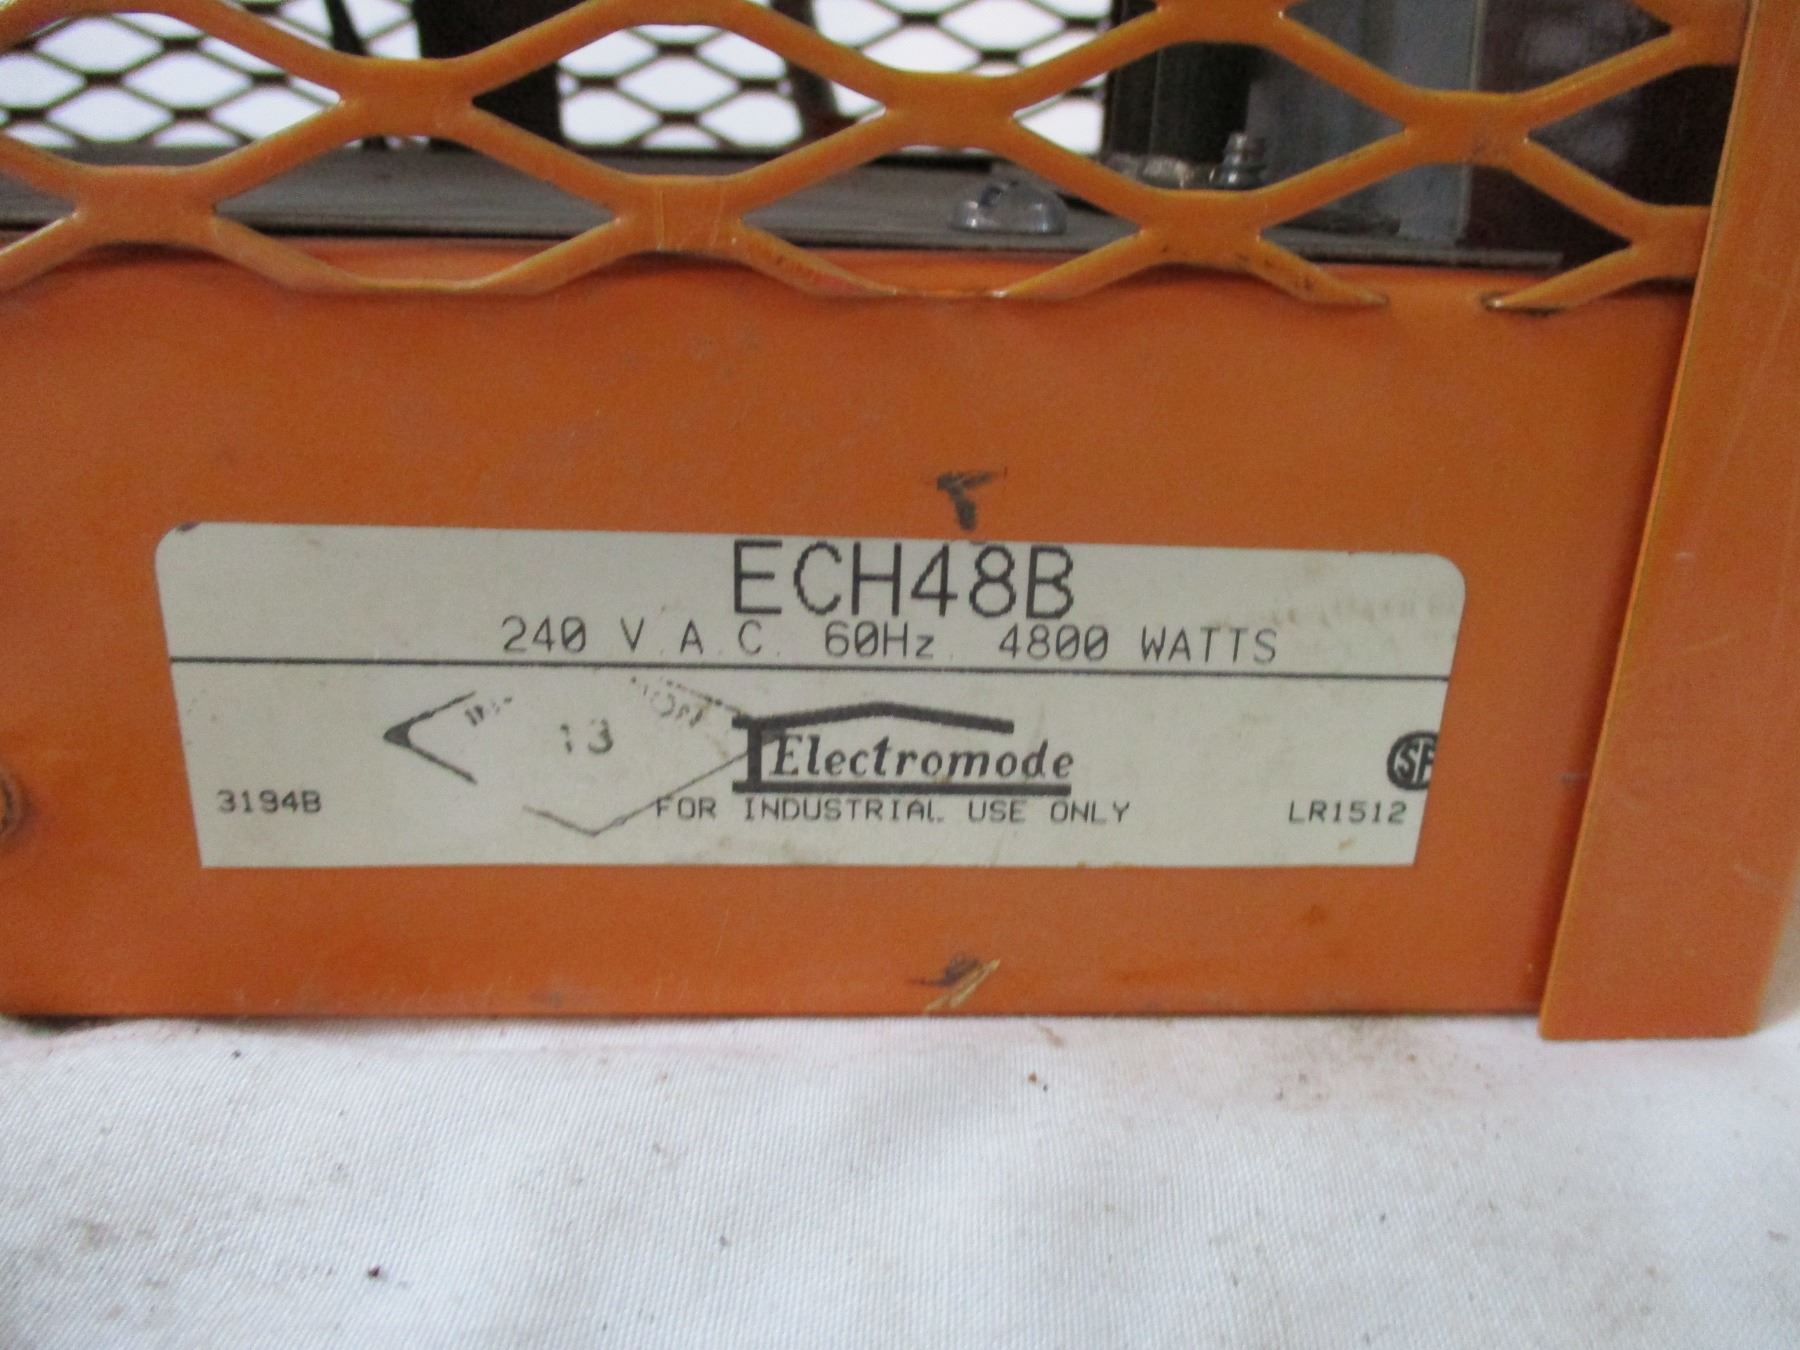 ECH48B
240 V.A.C. 60Hz. 4800 WATTS
13
Electromode
3194B
FOR INDUSTRIAL USE ONLY
LR1512